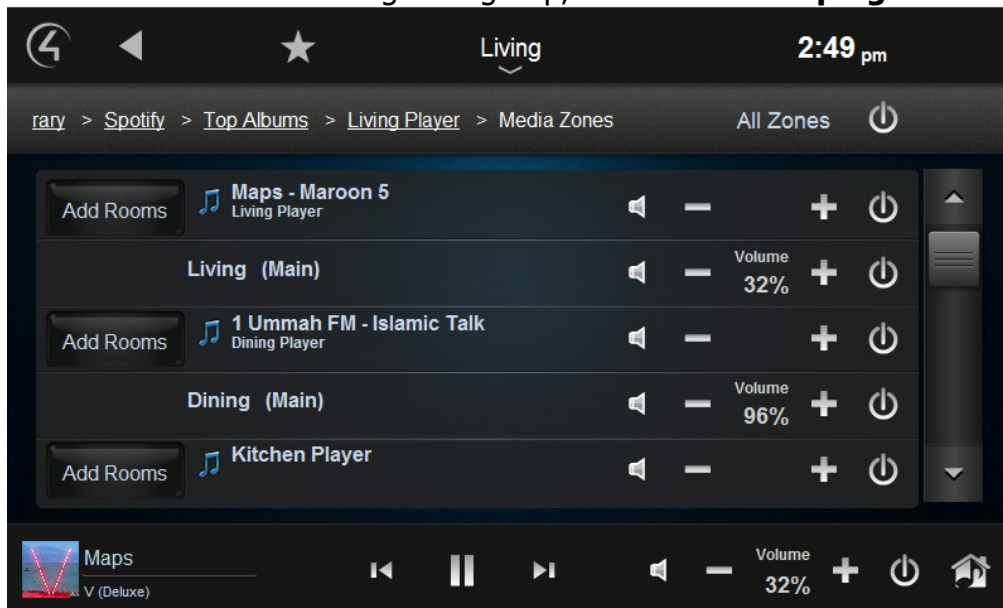 Living
2:49 pm
rary > Spotify > Top Albums > Living Player > Media Zones
All Zones
Add Rooms
Maps - Maroon 5
Living Player
Living (Main)
Volume
32%
Add Rooms
1 Ummah FM - Islamic Talk
Dining Player
Dining (Main)
Volume
96%
Add Rooms
Kitchen Player
Maps
V (Deluxe)
Volume
32%